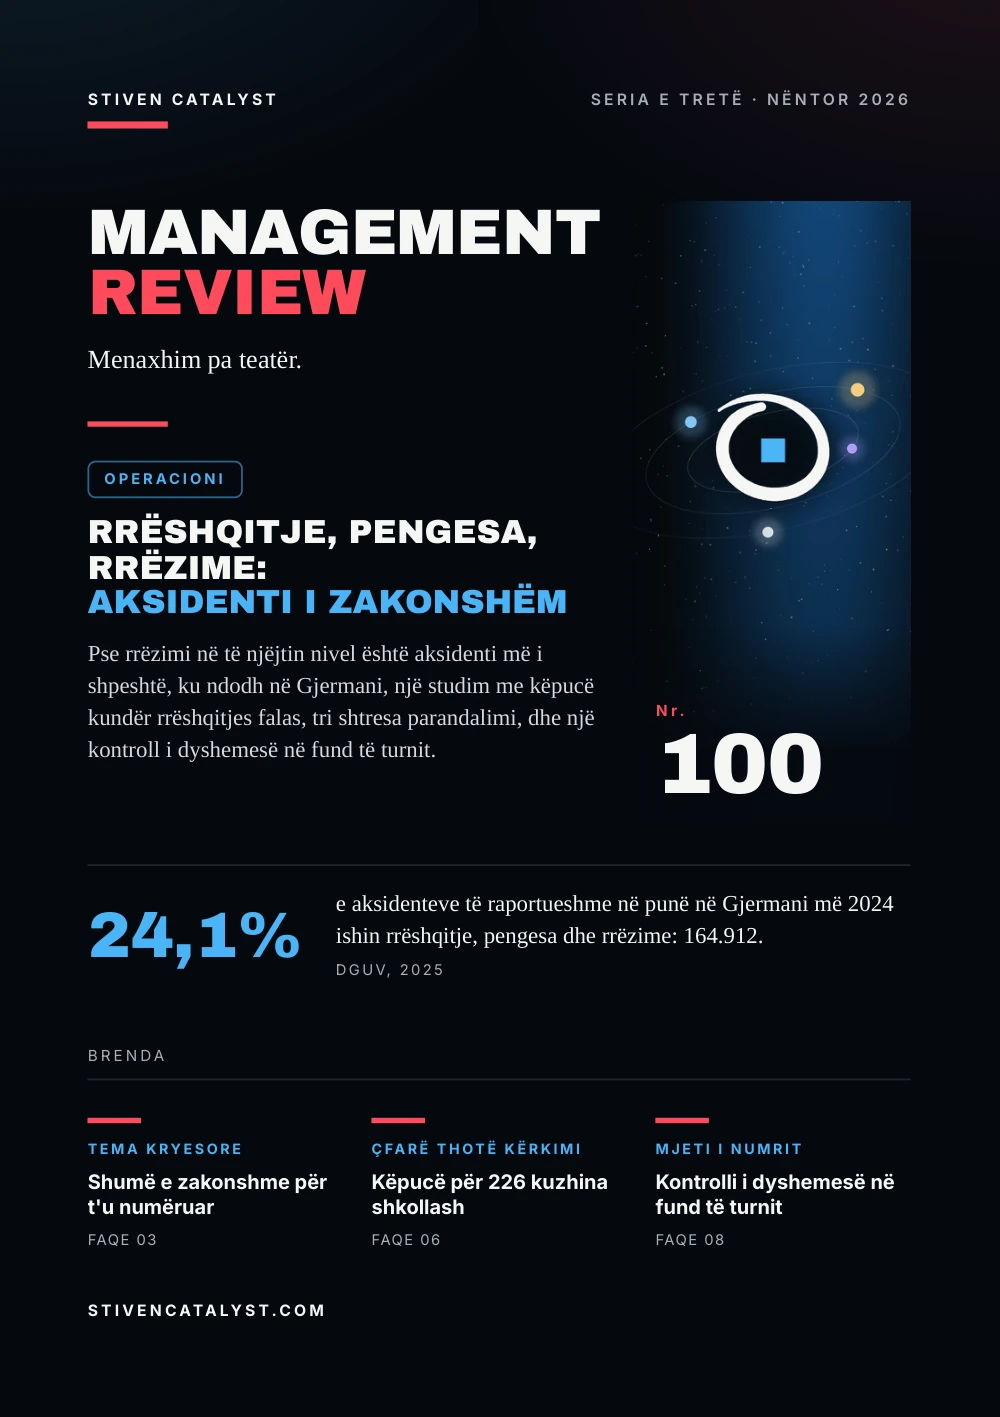 STIVEN CATALYST
SERIA E TRETË · NËNTOR 2026
MANAGEMENT
REVIEW
Menaxhim pa teatër.
OPERACIONI
RRËSHQITJE, PENGESA,
RRËZIME:
AKSIDENTI I ZAKONSHËM
Pse rrëzimi në të njëjtin nivel është aksidenti më i
shpeshtë, ku ndodh në Gjermani, një studim me këpucë
kundër rrëshqitjes falas, tri shtresa parandalimi, dhe një
kontroll i dyshemesë në fund të turnit.
Nr.
100
24,1%
e aksidenteve të raportueshme në punë në Gjermani më 2024
ishin rrëshqitje, pengesa dhe rrëzime: 164.912.
DGUV, 2025
BRENDA
TEMA KRYESORE
Shumë e zakonshme për
t'u numëruar
FAQE 03
ÇFARË THOTË KËRKIMI
Këpucë për 226 kuzhina
shkollash
FAQE 06
MJETI I NUMRIT
Kontrolli i dyshemesë në
fund të turnit
FAQE 08
STIVENCATALYST.COM